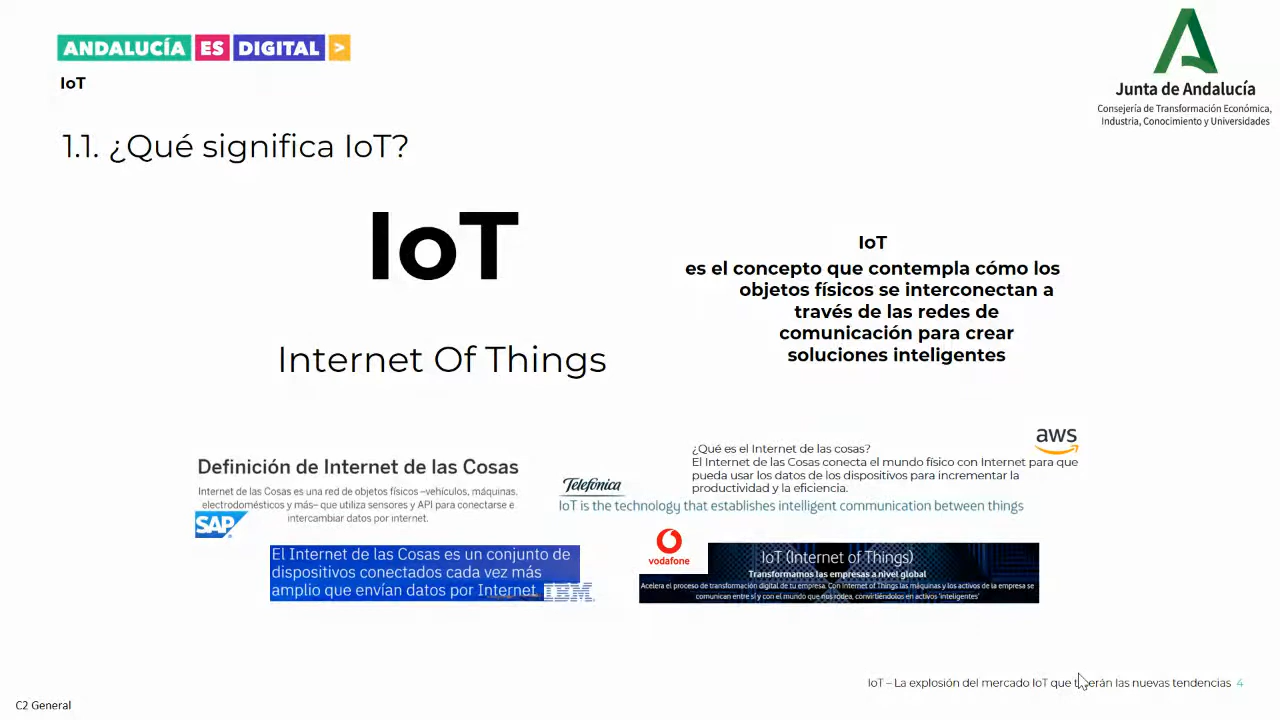 ANDALUCÍA ES DIGITAL >
IoT
Junta de Andalucía
Consejería de Transformación Económica,
Industria, Conocimiento y Universidades
1.1. ¿Qué significa IoT?
IoT
Internet Of Things
IoT
es el concepto que contempla cómo los
objetos físicos se interconectan a
través de las redes de
comunicación para crear
soluciones inteligentes
Definición de Internet de las Cosas
Internet de las Cosas es una red de objetos físicos –vehículos, máquinas,
electrodomésticos y más– que utiliza sensores y API para conectarse e
intercambiar datos por internet.
SAP
aws
¿Qué es el Internet de las cosas?
El Internet de las Cosas conecta el mundo físico con Internet para que
pueda usar los datos de los dispositivos para incrementar la
productividad y la eficiencia.
Telefónica
IoT is the technology that establishes intelligent communication between things
El Internet de las Cosas es un conjunto de
dispositivos conectados cada vez más
amplio que envían datos por Internet
IBM
vodafone
IoT (Internet of Things)
Transformamos las empresas a nivel global
Acelera el proceso de transformación digital de tu empresa. Con Internet of Things las máquinas y los activos de la empresa se
comunican entre sí y con el mundo que nos rodea, convirtiéndolos en activos 'inteligentes'
IoT – La explosión del mercado IoT que las nuevas tendencias 4
C2 General